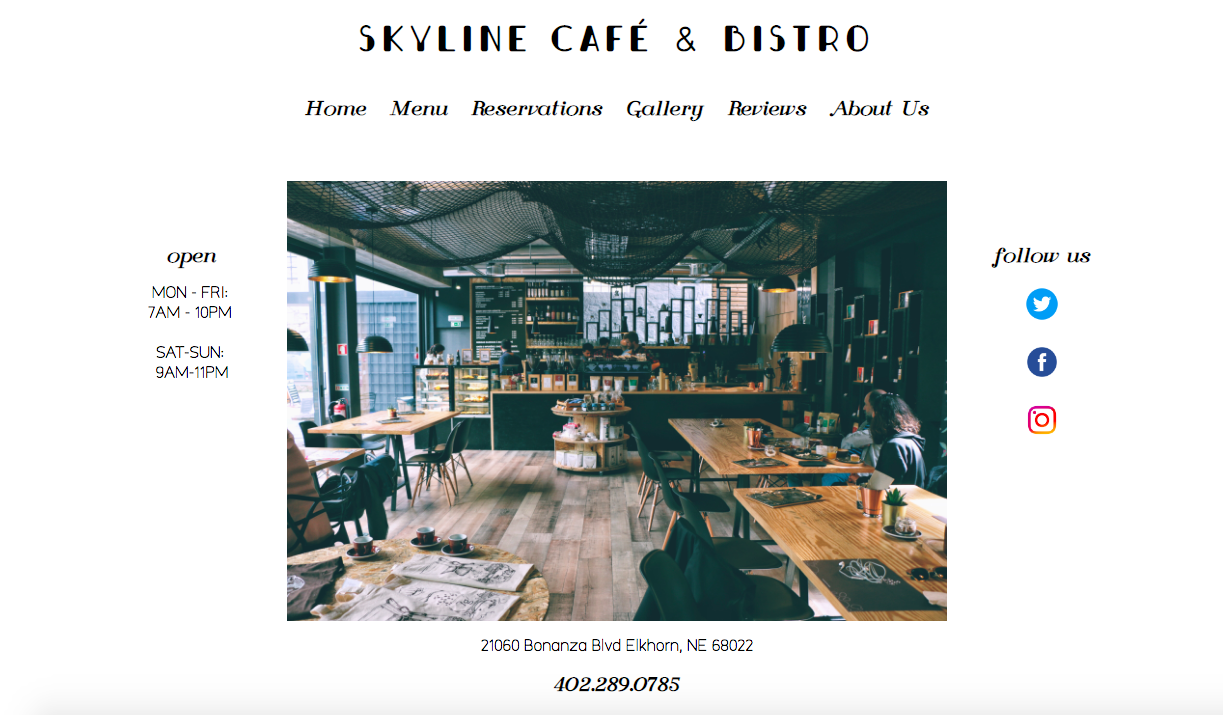 SKYLINE CAFÉ & BISTRO
Home Menu Reservations Gallery Reviews About Us
open
MON - FRI:
7AM - 10PM
SAT-SUN:
9AM-11PM
follow us
21060 Bonanza Blvd Elkhorn, NE 68022
402.289.0785